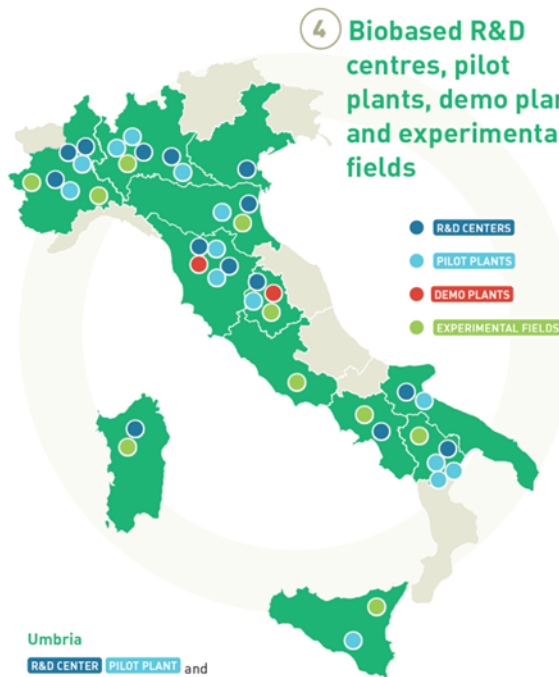 4 Biobased R&D
centres, pilot
plants, demo plan
and experimenta
fields
R&D CENTERS
PILOT PLANTS
DEMO PLANTS
EXPERIMENTAL FIELDS
Umbria
R&D CENTER PILOT PLANT and